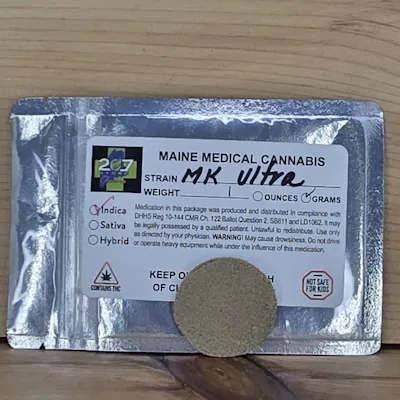 207
MAINE MEDICAL CANNABIS
STRAIN MK Ultra
WEIGHT 1 OUNCES GRAMS
Indica
Sativa
Hybrid
Medication in this package was produced and distributed in compliance with
DHHS Reg 10-144 CMR Ch. 122 Ballot Question 2, SB611 and LD1062, it may
be legally possessed by a qualified patient. Unlawful to redistribute. Use only
as directed by your physician. WARNING! May cause drowsiness. Do not drive
or operate heavy equipment while under the influence of this medication.
KEEP OU H
OF C
CONTAINS THC
NOT SAFE
FOR KIDS